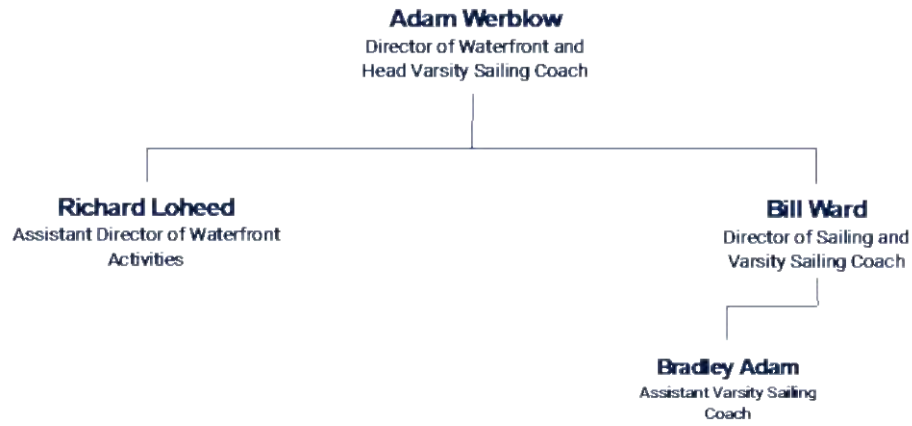 Adam Werblow
Director of Waterfront and
Head Varsity Sailing Coach
Richard Loheed
Assistant Director of Waterfront
Activities
Bill Ward
Director of Sailing and
Varsity Sailing Coach
Bradley Adam
Assistant Varsity Sailing
Coach